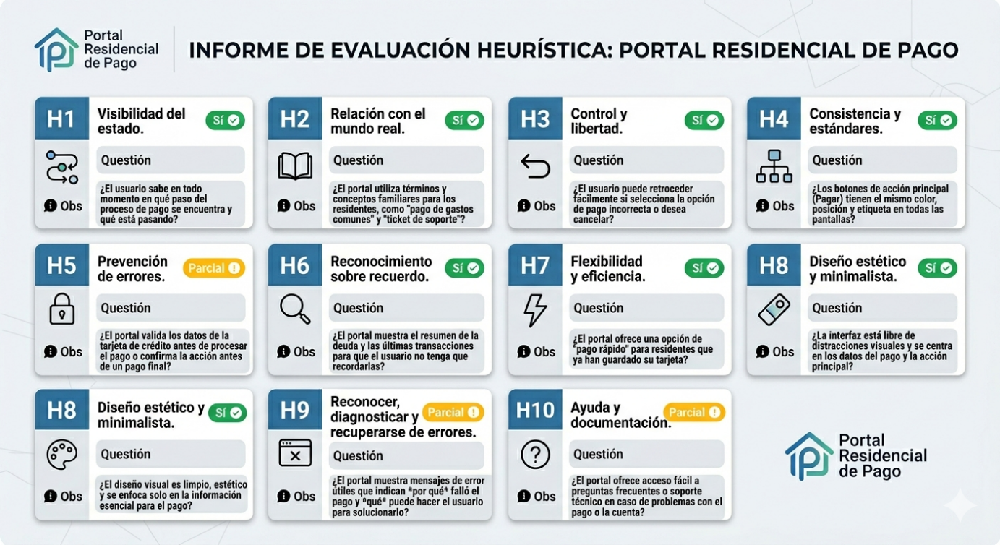 Portal
Residencial
de Pago
INFORME DE EVALUACIÓN HEURÍSTICA: PORTAL RESIDENCIAL DE PAGO
H1
Visibilidad del
estado.
Sí
Questión
Obs
¿El usuario sabe en todo
momento en qué paso del
proceso de pago se encuentra y
qué está pasando?
H2
Relación con el
mundo real.
Sí
Questión
Obs
¿El portal utiliza términos y
conceptos familiares para los
residentes, como "pago de gastos
comunes" y "ticket de soporte"?
H3
Control y
libertad.
Sí
Questión
Obs
¿El usuario puede retroceder
fácilmente si selecciona la opción
de pago incorrecta o desea
cancelar?
H4
Consistencia y
estándares.
Sí
Questión
Obs
¿Los botones de acción principal
(Pagar) tienen el mismo color,
posición y etiqueta en todas las
pantallas?
H5
Prevención
de errores.
Parcial
Questión
Obs
¿El portal valida los datos de la
tarjeta de crédito antes de procesar
el pago o confirma la acción antes
de un pago final?
H6
Reconocimiento
sobre recuerdo.
Sí
Questión
Obs
¿El portal muestra el resumen de la
deuda y las últimas transacciones
para que el usuario no tenga que
recordarlas?
H7
Flexibilidad
y eficiencia.
Sí
Questión
Obs
¿El portal ofrece una opción de
"pago rápido" para residentes que
ya han guardado su tarjeta?
H8
Diseño estético
y minimalista.
Sí
Questión
Obs
¿La interfaz está libre de
distracciones visuales y se centra
en los datos del pago y la acción
principal?
H8
Diseño estético y
minimalista.
Sí
Questión
Obs
¿El diseño visual es limpio, estético
y se enfoca solo en la información
esencial para el pago?
H9
Reconocer,
diagnosticar y
recuperarse de errores.
Parcial
Questión
Obs
¿El portal muestra mensajes de error
útiles que indican *por qué* falló el
pago y *qué* puede hacer el usuario
para solucionarlo?
H10
Ayuda y
documentación.
Parcial
Questión
Obs
¿El portal ofrece acceso fácil a
preguntas frecuentes o soporte
técnico en caso de problemas con el
pago o la cuenta?
Portal
Residencial
de Pago